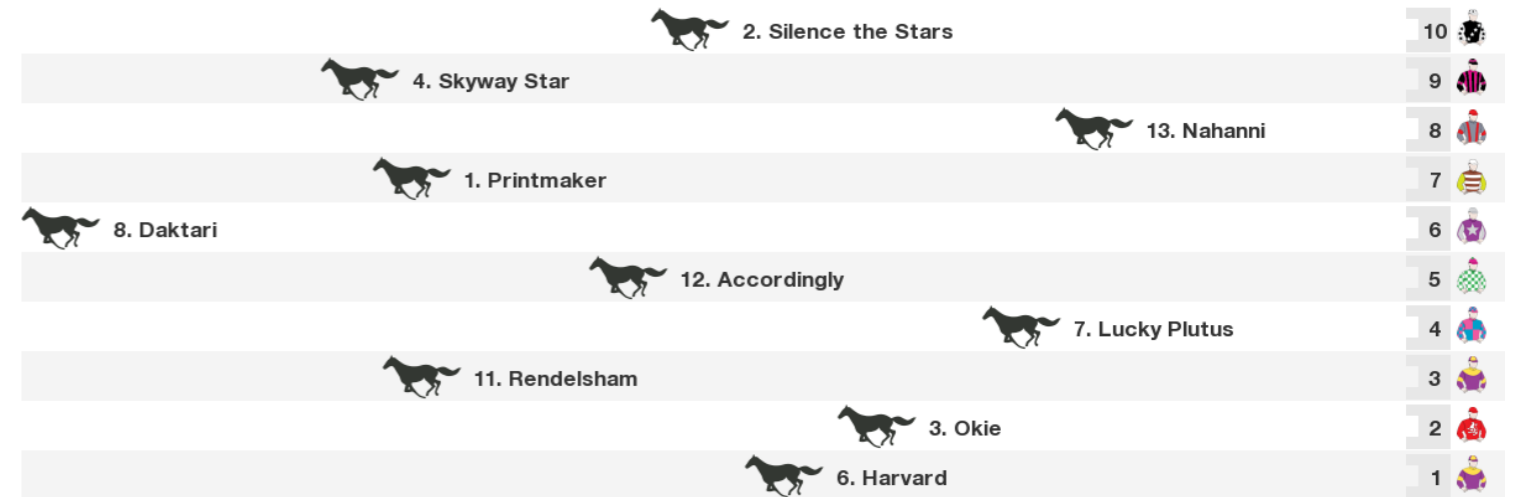 2. Silence the Stars 10
4. Skyway Star 9
13. Nahanni 8
1. Printmaker 7
8. Daktari 6
12. Accordingly 5
7. Lucky Plutus 4
11. Rendelsham 3
3. Okie 2
6. Harvard 1